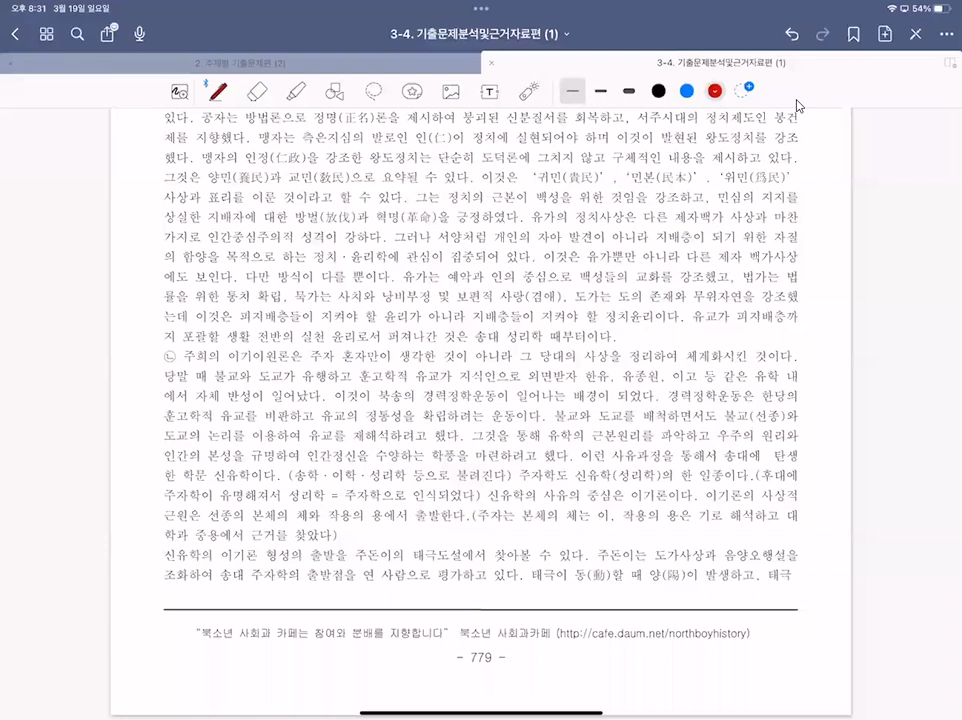 오후 8:31 3월 19일 일요일
54%
3-4. 기출문제분석및근거자료편 (1)
2. 주제별 기출문제편 (2)
3-4. 기출문제분석및근거자료편 (1)
있다. 공자는 방법론으로 정명(正名)론을 제시하여 붕괴된 신분질서를 회복하고, 서주시대의 정치제도인 봉건
제를 지향했다. 맹자는 측은지심의 발로인 인(仁)이 정치에 실현되어야 하며 이것이 발현된 왕도정치를 강조
했다. 맹자의 인정(仁政)을 강조한 왕도정치는 단순히 도덕론에 그치지 않고 구체적인 내용을 제시하고 있다.
그것은 양민(養民)과 교민(敎民)으로 요약될 수 있다. 이것은 '귀민(貴民)', '민본(民本)'. '위민(爲民)'
사상과 표리를 이룬 것이라고 할 수 있다. 그는 정치의 근본이 백성을 위한 것임을 강조하고, 민심의 지지를
상실한 지배자에 대한 방벌(放伐)과 혁명(革命)을 긍정하였다. 유가의 정치사상은 다른 제자백가 사상과 마찬
가지로 인간중심주의적 성격이 강하다. 그러나 서양처럼 개인의 자아 발견이 아니라 지배층이 되기 위한 자질
의 함양을 목적으로 하는 정치·윤리학에 관심이 집중되어 있다. 이것은 유가뿐만 아니라 다른 제자 백가사상
에도 보인다. 다만 방식이 다를 뿐이다. 유가는 예악과 인의 중심으로 백성들의 교화를 강조했고, 법가는 법
률을 위한 통치 확립, 묵가는 사치와 낭비부정 및 보편적 사랑(겸애), 도가는 도의 존재와 무위자연을 강조했
는데 이것은 피지배층들이 지켜야 할 윤리가 아니라 지배층들이 지켜야 할 정치윤리이다. 유교가 피지배층까
지 포괄할 생활 전반의 실천 윤리로서 퍼져나간 것은 송대 성리학 때부터이다.
㉡ 주희의 이기이원론은 주자 혼자만이 생각한 것이 아니라 그 당대의 사상을 정리하여 체계화시킨 것이다.
당말 때 불교와 도교가 유행하고 훈고학적 유교가 지식인으로 외면받자 한유, 유종원, 이고 등 같은 유학 내
에서 자체 반성이 일어났다. 이것이 북송의 경력정학운동이 일어나는 배경이 되었다. 경력정학운동은 한당의
훈고학적 유교를 비판하고 유교의 정통성을 확립하려는 운동이다. 불교와 도교를 배척하면서도 불교(선종)와
도교의 논리를 이용하여 유교를 재해석하려고 했다. 그것을 통해 유학의 근본원리를 파악하고 우주의 원리와
인간의 본성을 규명하여 인간정신을 수양하는 학풍을 마련하려고 했다. 이런 사유과정을 통해서 송대에 탄생
한 학문 신유학이다. (송학·이학·성리학 등으로 불려진다) 주자학도 신유학(성리학)의 한 일종이다.(후대에
주자학이 유명해져서 성리학 = 주자학으로 인식되었다) 신유학의 사유의 중심은 이기론이다. 이기론의 사상적
근원은 선종의 본체의 체와 작용의 용에서 출발한다.(주자는 본체의 체는 이, 작용의 용은 기로 해석하고 대
학과 중용에서 근거를 찾았다)
신유학의 이기론 형성의 출발을 주돈이의 태극도설에서 찾아볼 수 있다. 주돈이는 도가사상과 음양오행설을
조화하여 송대 주자학의 출발점을 연 사람으로 평가하고 있다. 태극이 동(動)할 때 양(陽)이 발생하고, 태극
"북소년 사회과 카페는 참여와 분배를 지향합니다" 북소년 사회과카페 (http://cafe.daum.net/northboyhistory)
- 779 -